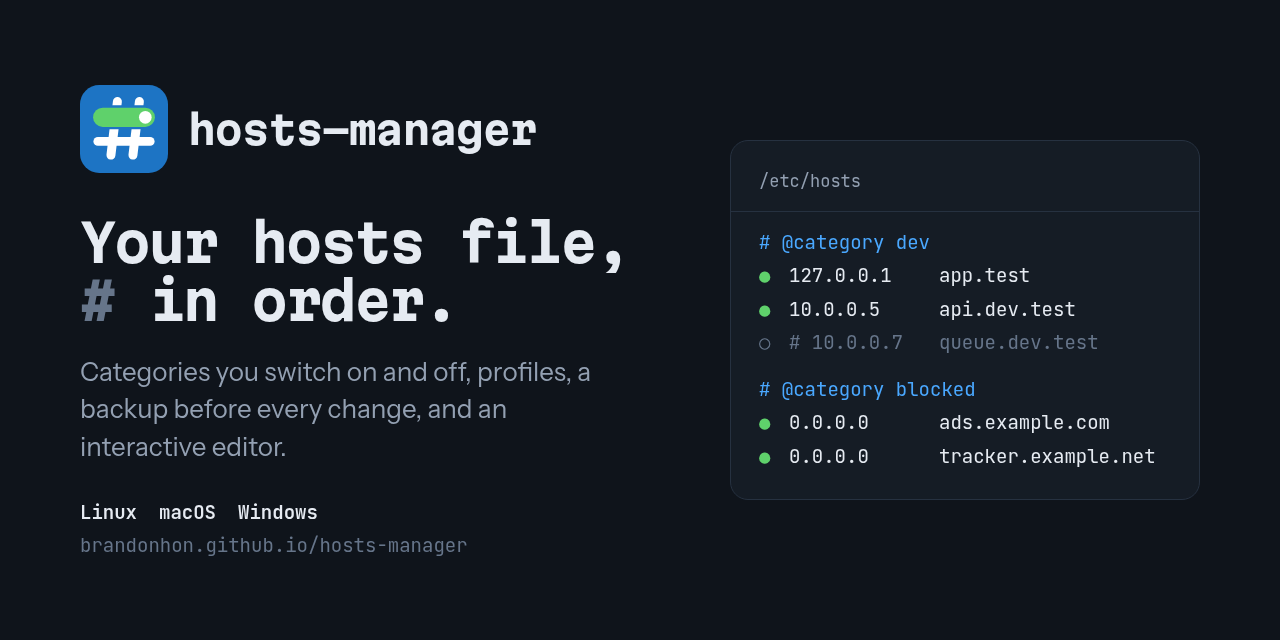 hosts-manager
Your hosts file,
# in order.
Categories you switch on and off, profiles, a
backup before every change, and an
interactive editor.
Linux macOS Windows
brandonhon.github.io/hosts-manager
/etc/hosts
# @category dev
127.0.0.1 app.test
10.0.0.5 api.dev.test
# 10.0.0.7 queue.dev.test
# @category blocked
0.0.0.0 ads.example.com
0.0.0.0 tracker.example.net